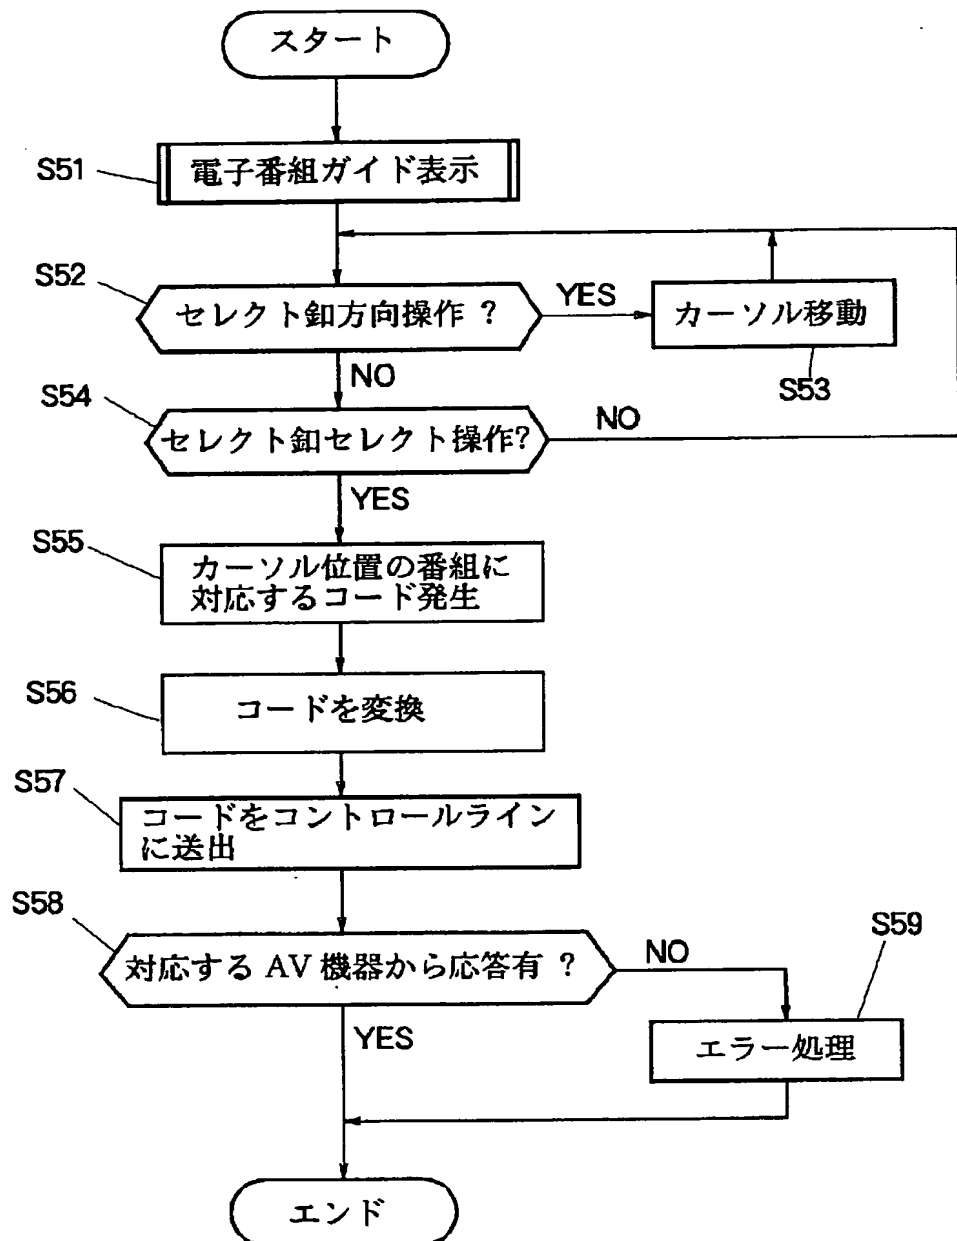 スタート
S51
電子番組ガイド表示
S52
セレクト釦方向操作 ?
YES
カーソル移動
S53
NO
S54
セレクト釦セレクト操作?
NO
YES
S55
カーソル位置の番組に
対応するコード発生
S56
コードを変換
S57
コードをコントロールライン
に送出
S58
対応する AV 機器から応答有 ?
NO
S59
エラー処理
YES
エンド